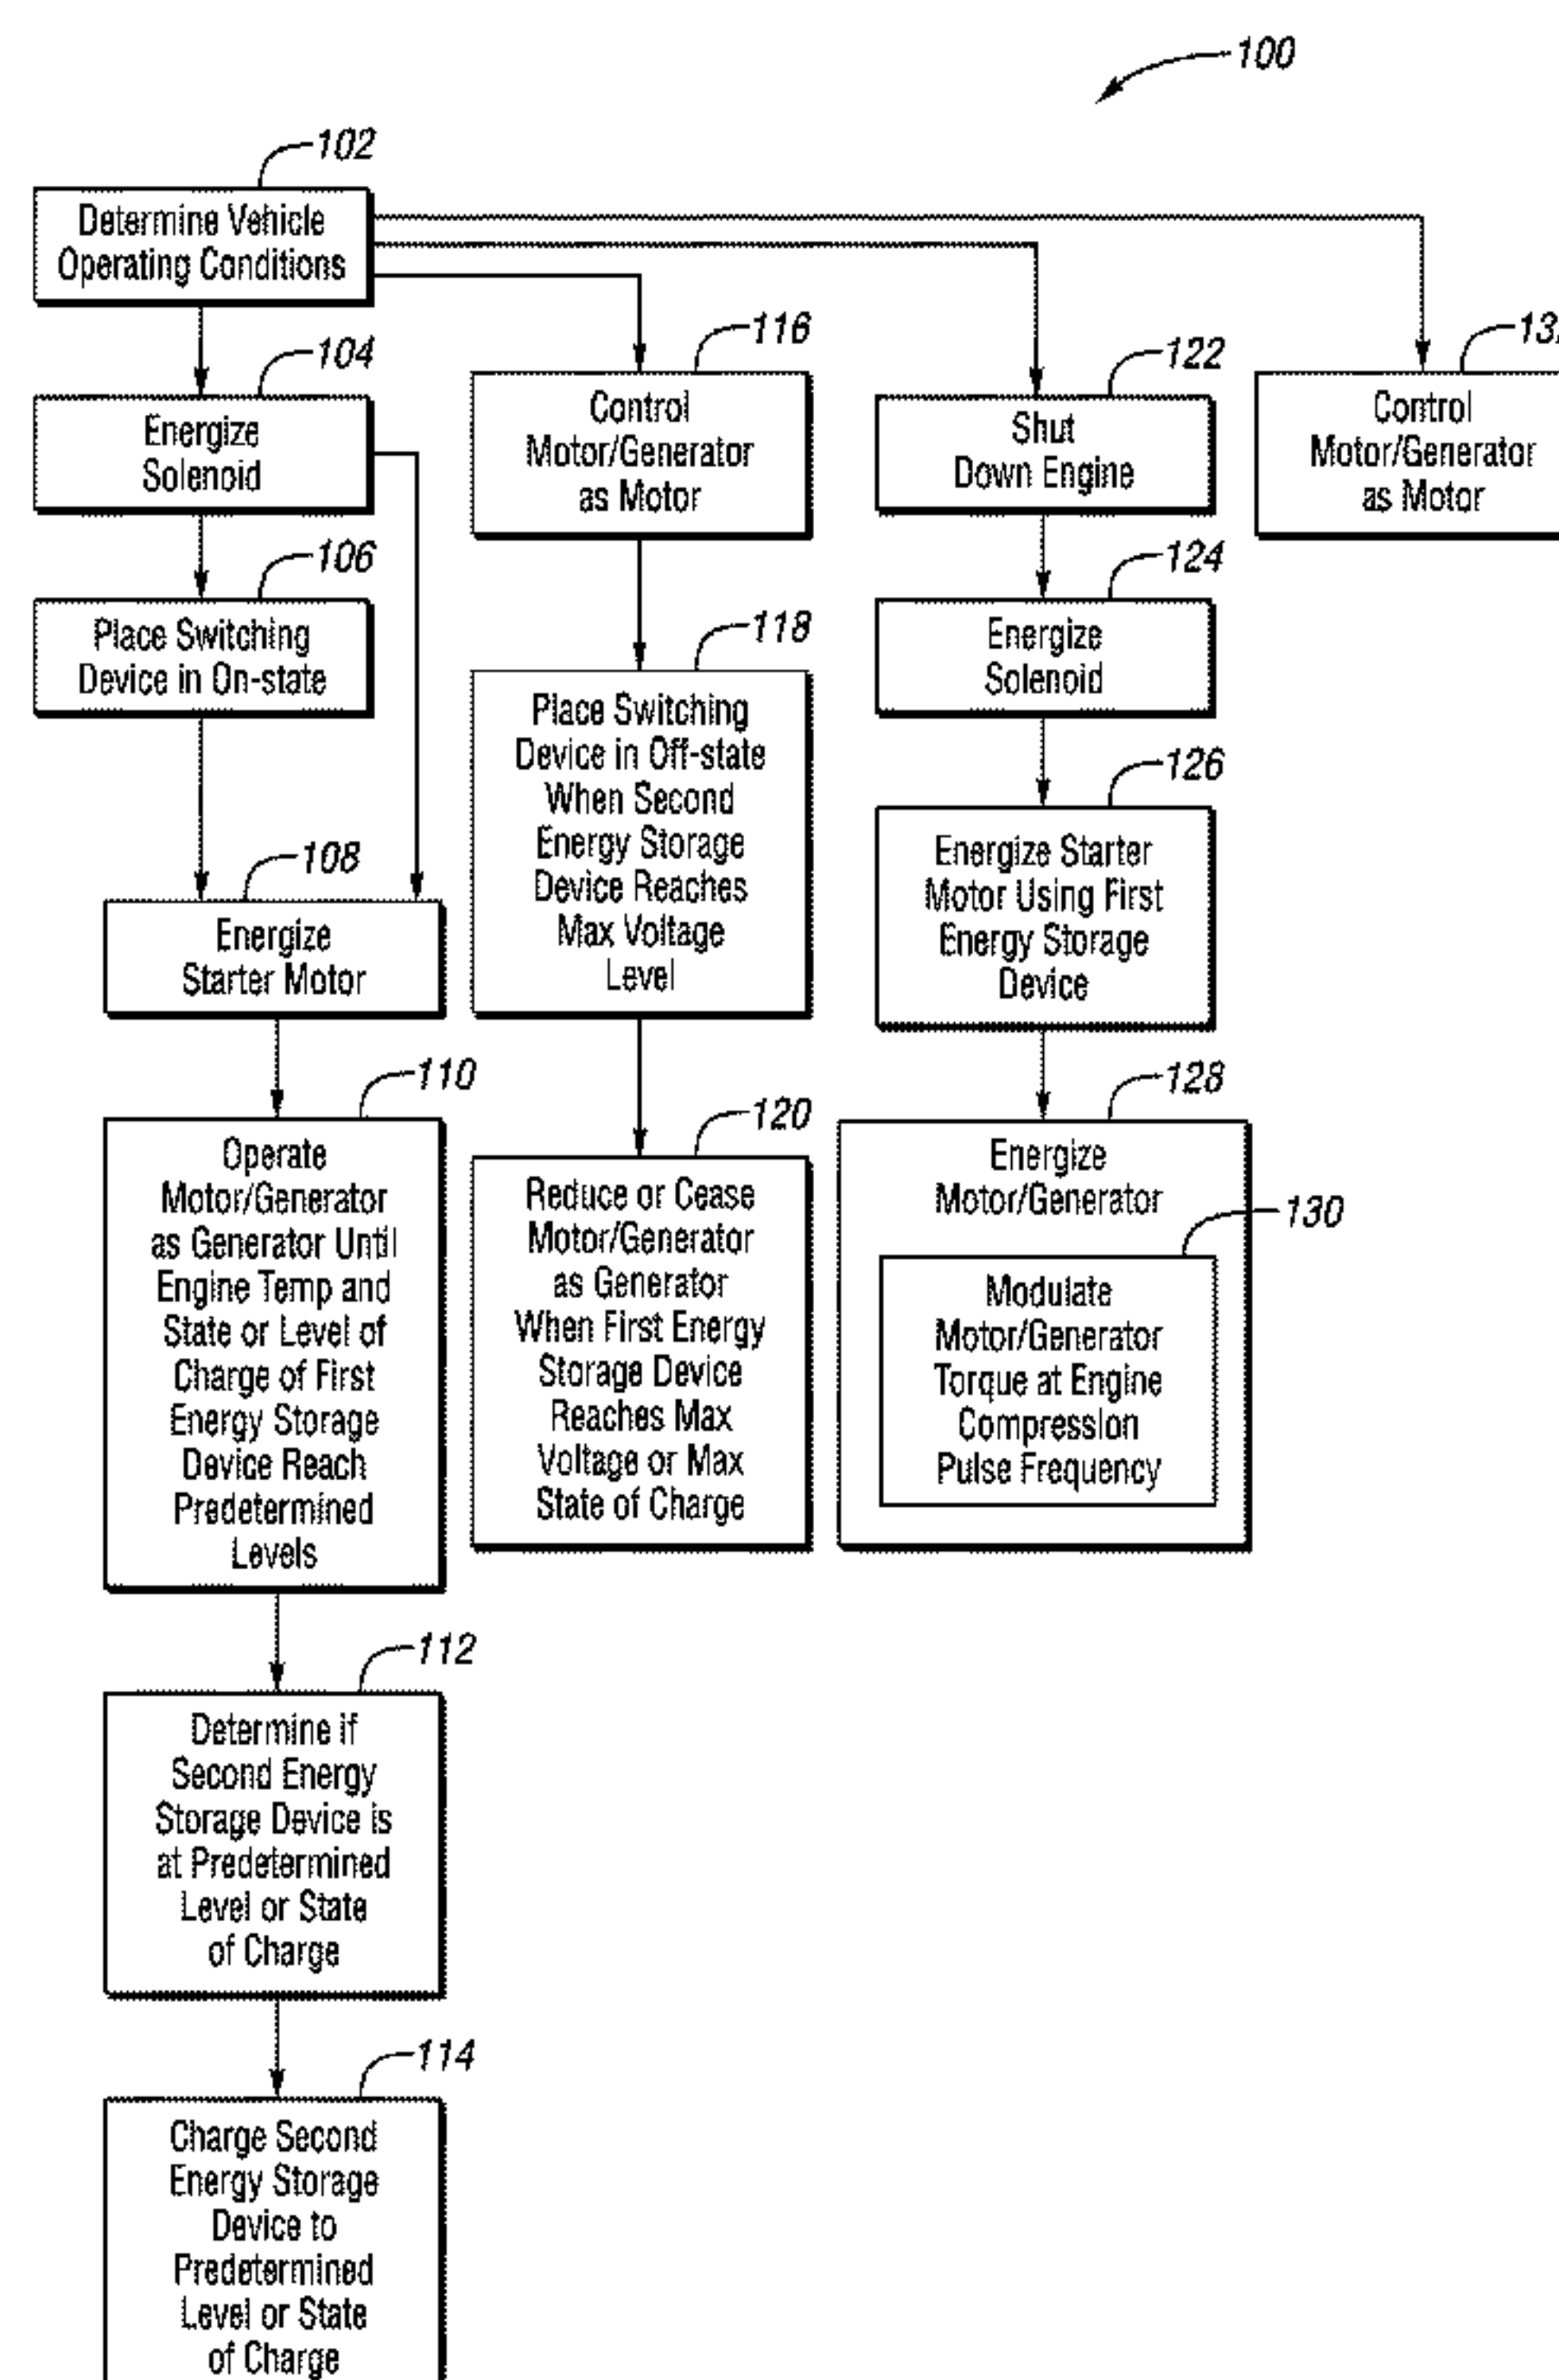 100
102
Determine Vehicle
Operating Conditions
104
Energize
Solenoid
106
Place Switching
Device in On-state
108
Energize
Starter Motor
110
Operate
Motor/Generator
as Generator Until
Engine Temp and
State or Level of
Charge of First
Energy Storage
Device Reach
Predetermined
Levels
112
Determine if
Second Energy
Storage Device is
at Predetermined
Level or State
of Charge
114
Charge Second
Energy Storage
Device to
Predetermined
Level or State
of Charge
116
Control
Motor/Generator
as Motor
118
Place Switching
Device in Off-state
When Second
Energy Storage
Device Reaches
Max Voltage
Level
120
Reduce or Cease
Motor/Generator
as Generator
When First Energy
Storage Device
Reaches Max
Voltage or Max
State of Charge
122
Shut
Down Engine
124
Energize
Solenoid
126
Energize Starter
Motor Using First
Energy Storage
Device
128
Energize
Motor/Generator
130
Modulate
Motor/Generator
Torque at Engine
Compression
Pulse Frequency
Control
Motor/Generator
as Motor